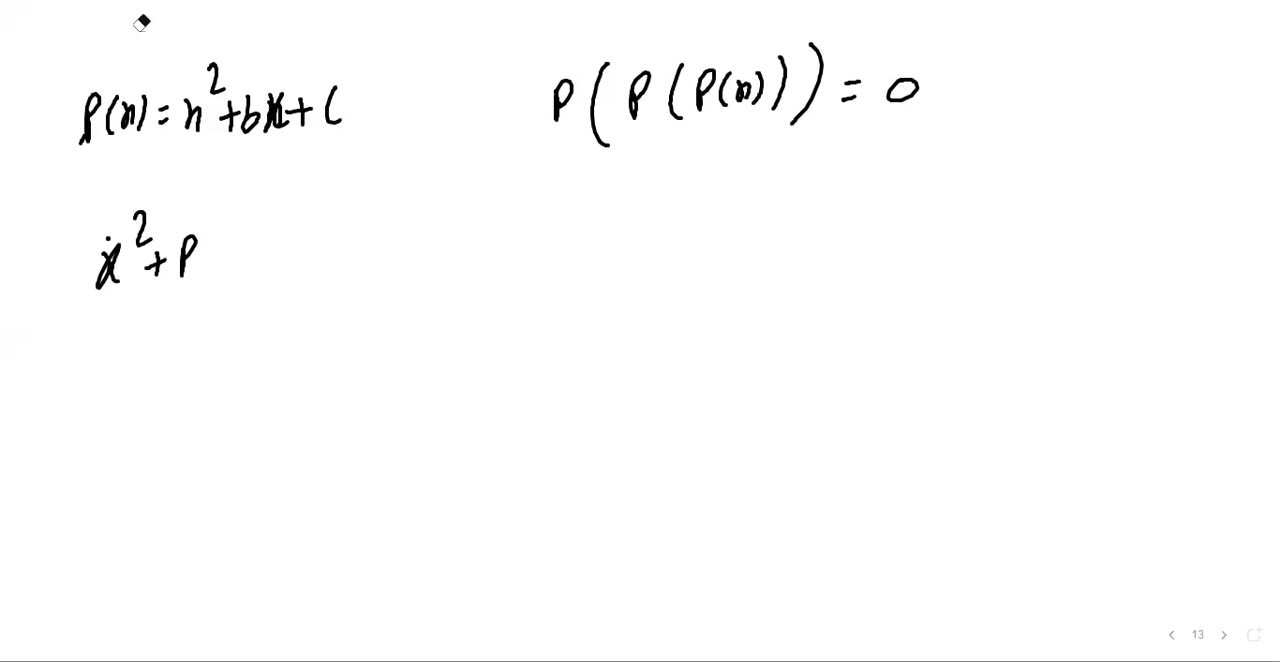 P(x) = x² + bx + c
P(P(P(x))) = 0
x² + P
13